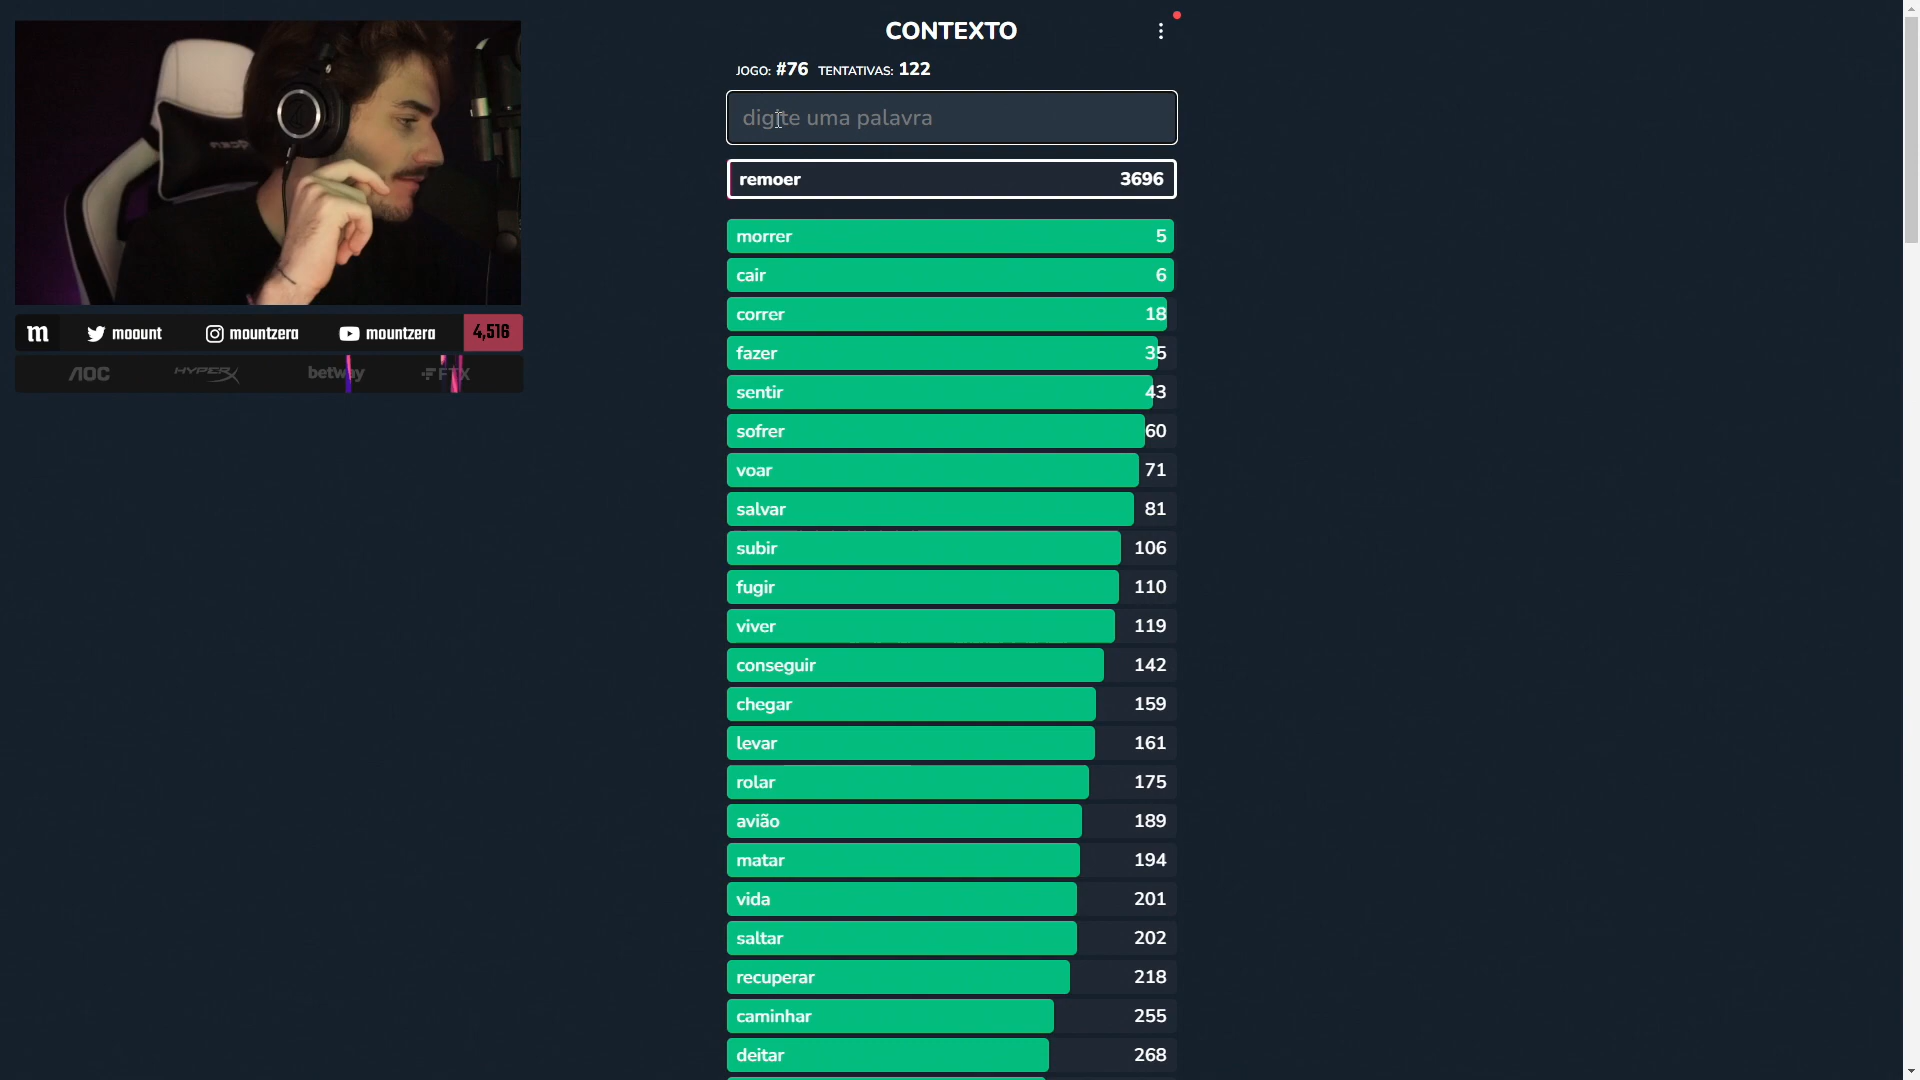 CONTEXTO
JOGO: #76 TENTATIVAS: 122
digite uma palavra
remoer 3696
morrer 5
cair 6
correr 18
fazer 35
sentir 43
sofrer 60
voar 71
salvar 81
subir 106
fugir 110
viver 119
conseguir 142
chegar 159
levar 161
rolar 175
avião 189
matar 194
vida 201
saltar 202
recuperar 218
caminhar 255
deitar 268
m moount mountzera mountzera 4,516
AOC HYPERX betway FTX